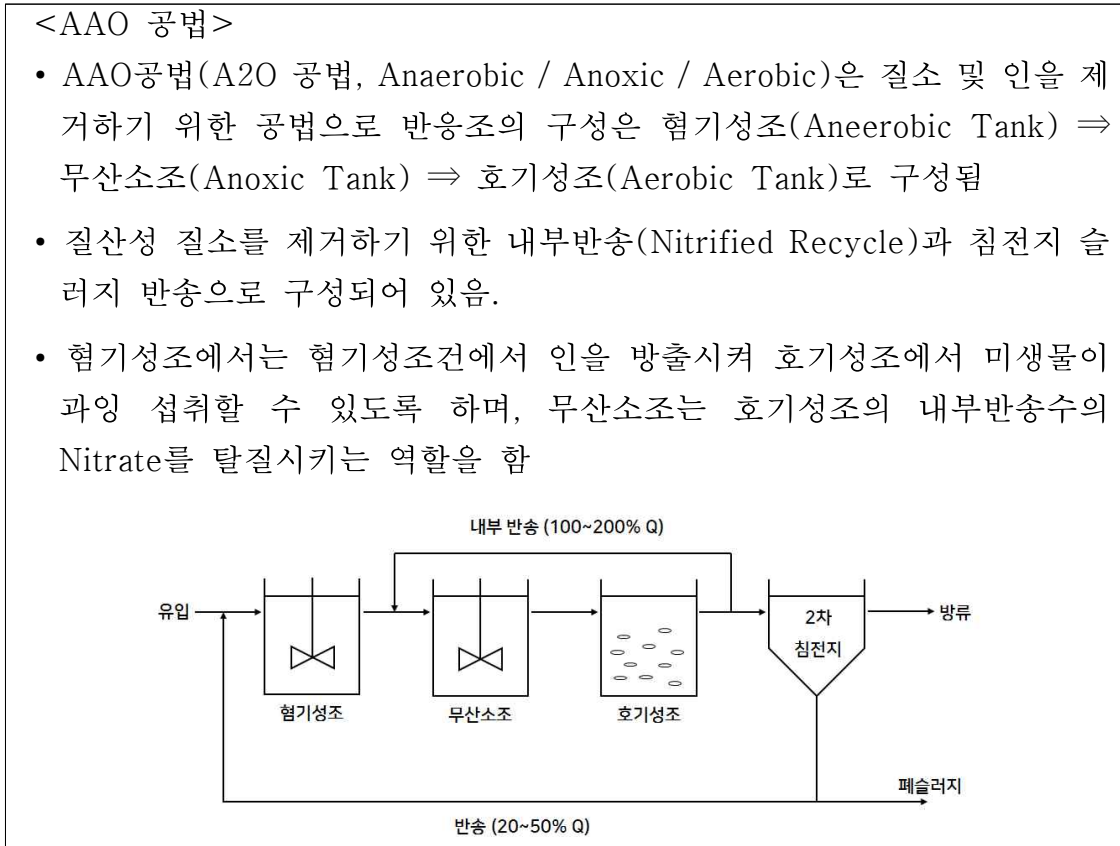 <AAO 공법>
• AAO공법(A2O 공법, Anaerobic / Anoxic / Aerobic)은 질소 및 인을 제
거하기 위한 공법으로 반응조의 구성은 혐기성조(Aneerobic Tank) ⇒
무산소조(Anoxic Tank) ⇒ 호기성조(Aerobic Tank)로 구성됨
• 질산성 질소를 제거하기 위한 내부반송(Nitrified Recycle)과 침전지 슬
러지 반송으로 구성되어 있음.
• 혐기성조에서는 혐기성조건에서 인을 방출시켜 호기성조에서 미생물이
과잉 섭취할 수 있도록 하며, 무산소조는 호기성조의 내부반송수의
Nitrate를 탈질시키는 역할을 함
내부 반송 (100~200% Q)
유입
2차
침전지
방류
혐기성조
무산소조
호기성조
폐슬러지
반송 (20~50% Q)